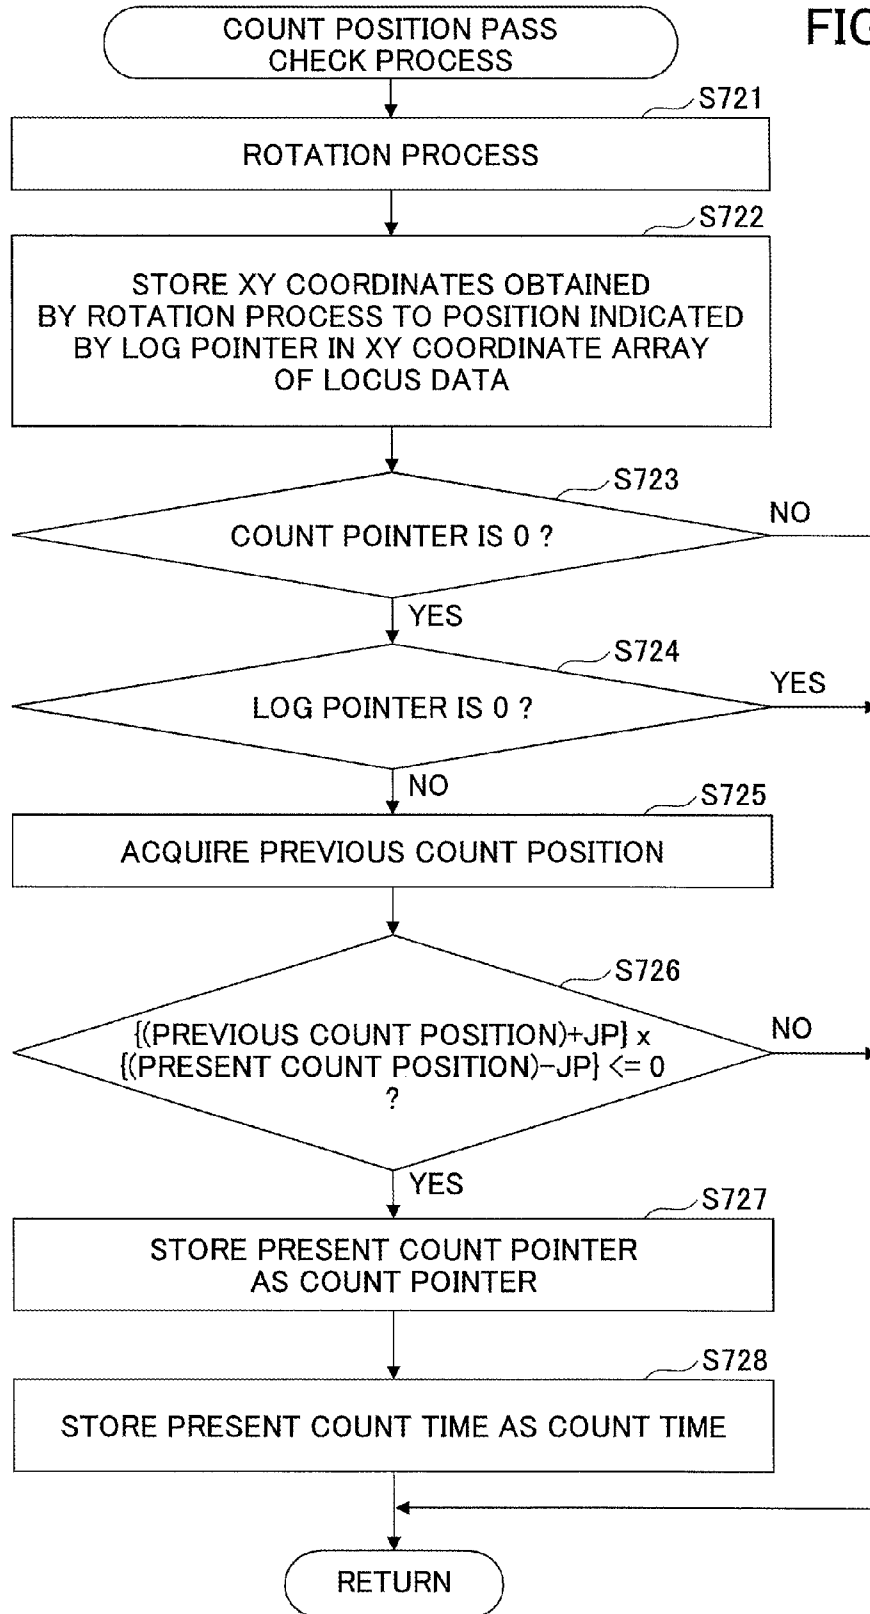 FIG
COUNT POSITION PASS
CHECK PROCESS
S721
ROTATION PROCESS
S722
STORE XY COORDINATES OBTAINED
BY ROTATION PROCESS TO POSITION INDICATED
BY LOG POINTER IN XY COORDINATE ARRAY
OF LOCUS DATA
S723
COUNT POINTER IS 0 ?
NO
YES
S724
LOG POINTER IS 0 ?
YES
NO
S725
ACQUIRE PREVIOUS COUNT POSITION
S726
{(PREVIOUS COUNT POSITION)+JP} x
{(PRESENT COUNT POSITION)-JP} <= 0
?
NO
YES
S727
STORE PRESENT COUNT POINTER
AS COUNT POINTER
S728
STORE PRESENT COUNT TIME AS COUNT TIME
RETURN